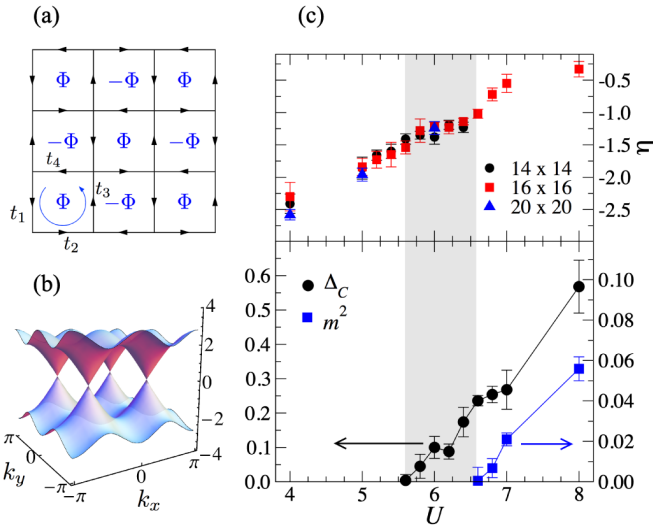 (a)
Φ −Φ Φ
−Φ Φ −Φ
t4
Φ −Φ Φ
t3
t1
t2
(b)
4
2
0
−2
−4
π
0
−π
ky
−π
0
π
kx
(c)
-0.5
-1.0
-1.5
-2.0
-2.5
η
14 x 14
16 x 16
20 x 20
0.6
0.5
0.3
0.2
0.1
0.0
ΔC
m2
0.10
0.08
0.06
0.04
0.02
0.00
4 5 6 7 8
U